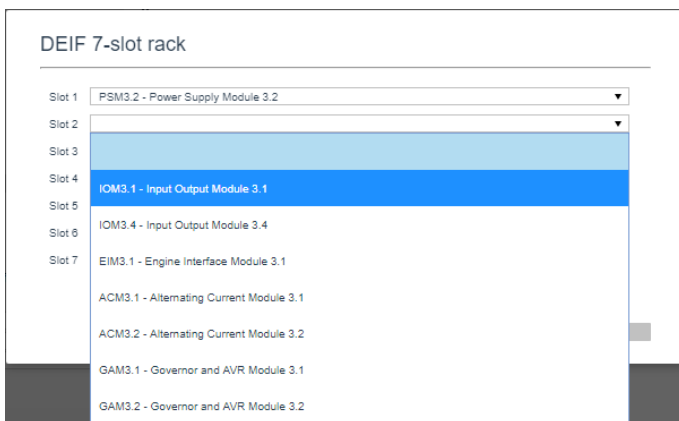 DEIF 7-slot rack
Slot 1 PSM3.2 - Power Supply Module 3.2
Slot 2
Slot 3
Slot 4 IOM3.1 - Input Output Module 3.1
Slot 5
Slot 6 IOM3.4 - Input Output Module 3.4
Slot 7 EIM3.1 - Engine Interface Module 3.1
ACM3.1 - Alternating Current Module 3.1
ACM3.2 - Alternating Current Module 3.2
GAM3.1 - Governor and AVR Module 3.1
GAM3.2 - Governor and AVR Module 3.2